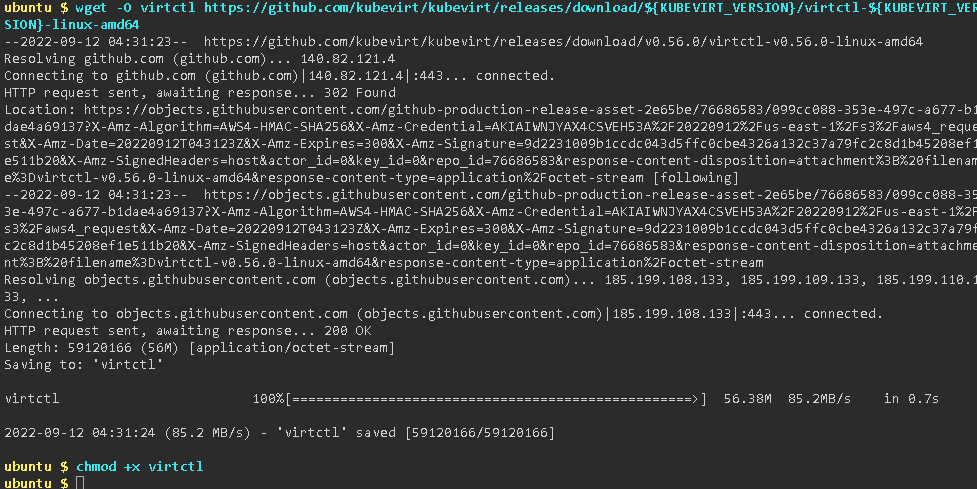 ubuntu $ wget -O virtctl https://github.com/kubevirt/kubevirt/releases/download/${KUBEVIRT_VERSION}/virtctl-${KUBEVIRT_VER
SION}-linux-amd64
--2022-09-12 04:31:23--  https://github.com/kubevirt/kubevirt/releases/download/v0.56.0/virtctl-v0.56.0-linux-amd64
Resolving github.com (github.com)... 140.82.121.4
Connecting to github.com (github.com)|140.82.121.4|:443... connected.
HTTP request sent, awaiting response... 302 Found
Location: https://objects.githubusercontent.com/github-production-release-asset-2e65be/76686583/099cc088-353e-497c-a677-b1
dae4a69137?X-Amz-Algorithm=AWS4-HMAC-SHA256&X-Amz-Credential=AKIAIWNJYAX4CSVEH53A%2F20220912%2Fus-east-1%2Fs3%2Faws4_reque
st&X-Amz-Date=20220912T043123Z&X-Amz-Expires=300&X-Amz-Signature=9d2231009b1ccdc043d5ffc0cbe4326a132c37a79fc2c8d1b45208ef1
e511b20&X-Amz-SignedHeaders=host&actor_id=0&key_id=0&repo_id=76686583&response-content-disposition=attachment%3B%20filenam
e%3Dvirtctl-v0.56.0-linux-amd64&response-content-type=application%2Foctet-stream [following]
--2022-09-12 04:31:23--  https://objects.githubusercontent.com/github-production-release-asset-2e65be/76686583/099cc088-35
3e-497c-a677-b1dae4a69137?X-Amz-Algorithm=AWS4-HMAC-SHA256&X-Amz-Credential=AKIAIWNJYAX4CSVEH53A%2F20220912%2Fus-east-1%2F
s3%2Faws4_request&X-Amz-Date=20220912T043123Z&X-Amz-Expires=300&X-Amz-Signature=9d2231009b1ccdc043d5ffc0cbe4326a132c37a79f
c2c8d1b45208ef1e511b20&X-Amz-SignedHeaders=host&actor_id=0&key_id=0&repo_id=76686583&response-content-disposition=attachme
nt%3B%20filename%3Dvirtctl-v0.56.0-linux-amd64&response-content-type=application%2Foctet-stream
Resolving objects.githubusercontent.com (objects.githubusercontent.com)... 185.199.108.133, 185.199.109.133, 185.199.110.1
33, ...
Connecting to objects.githubusercontent.com (objects.githubusercontent.com)|185.199.108.133|:443... connected.
HTTP request sent, awaiting response... 200 OK
Length: 59120166 (56M) [application/octet-stream]
Saving to: 'virtctl'
virtctl 100%[==================================================>] 56.38M 85.2MB/s in 0.7s
2022-09-12 04:31:24 (85.2 MB/s) - 'virtctl' saved [59120166/59120166]
ubuntu $ chmod +x virtctl
ubuntu $